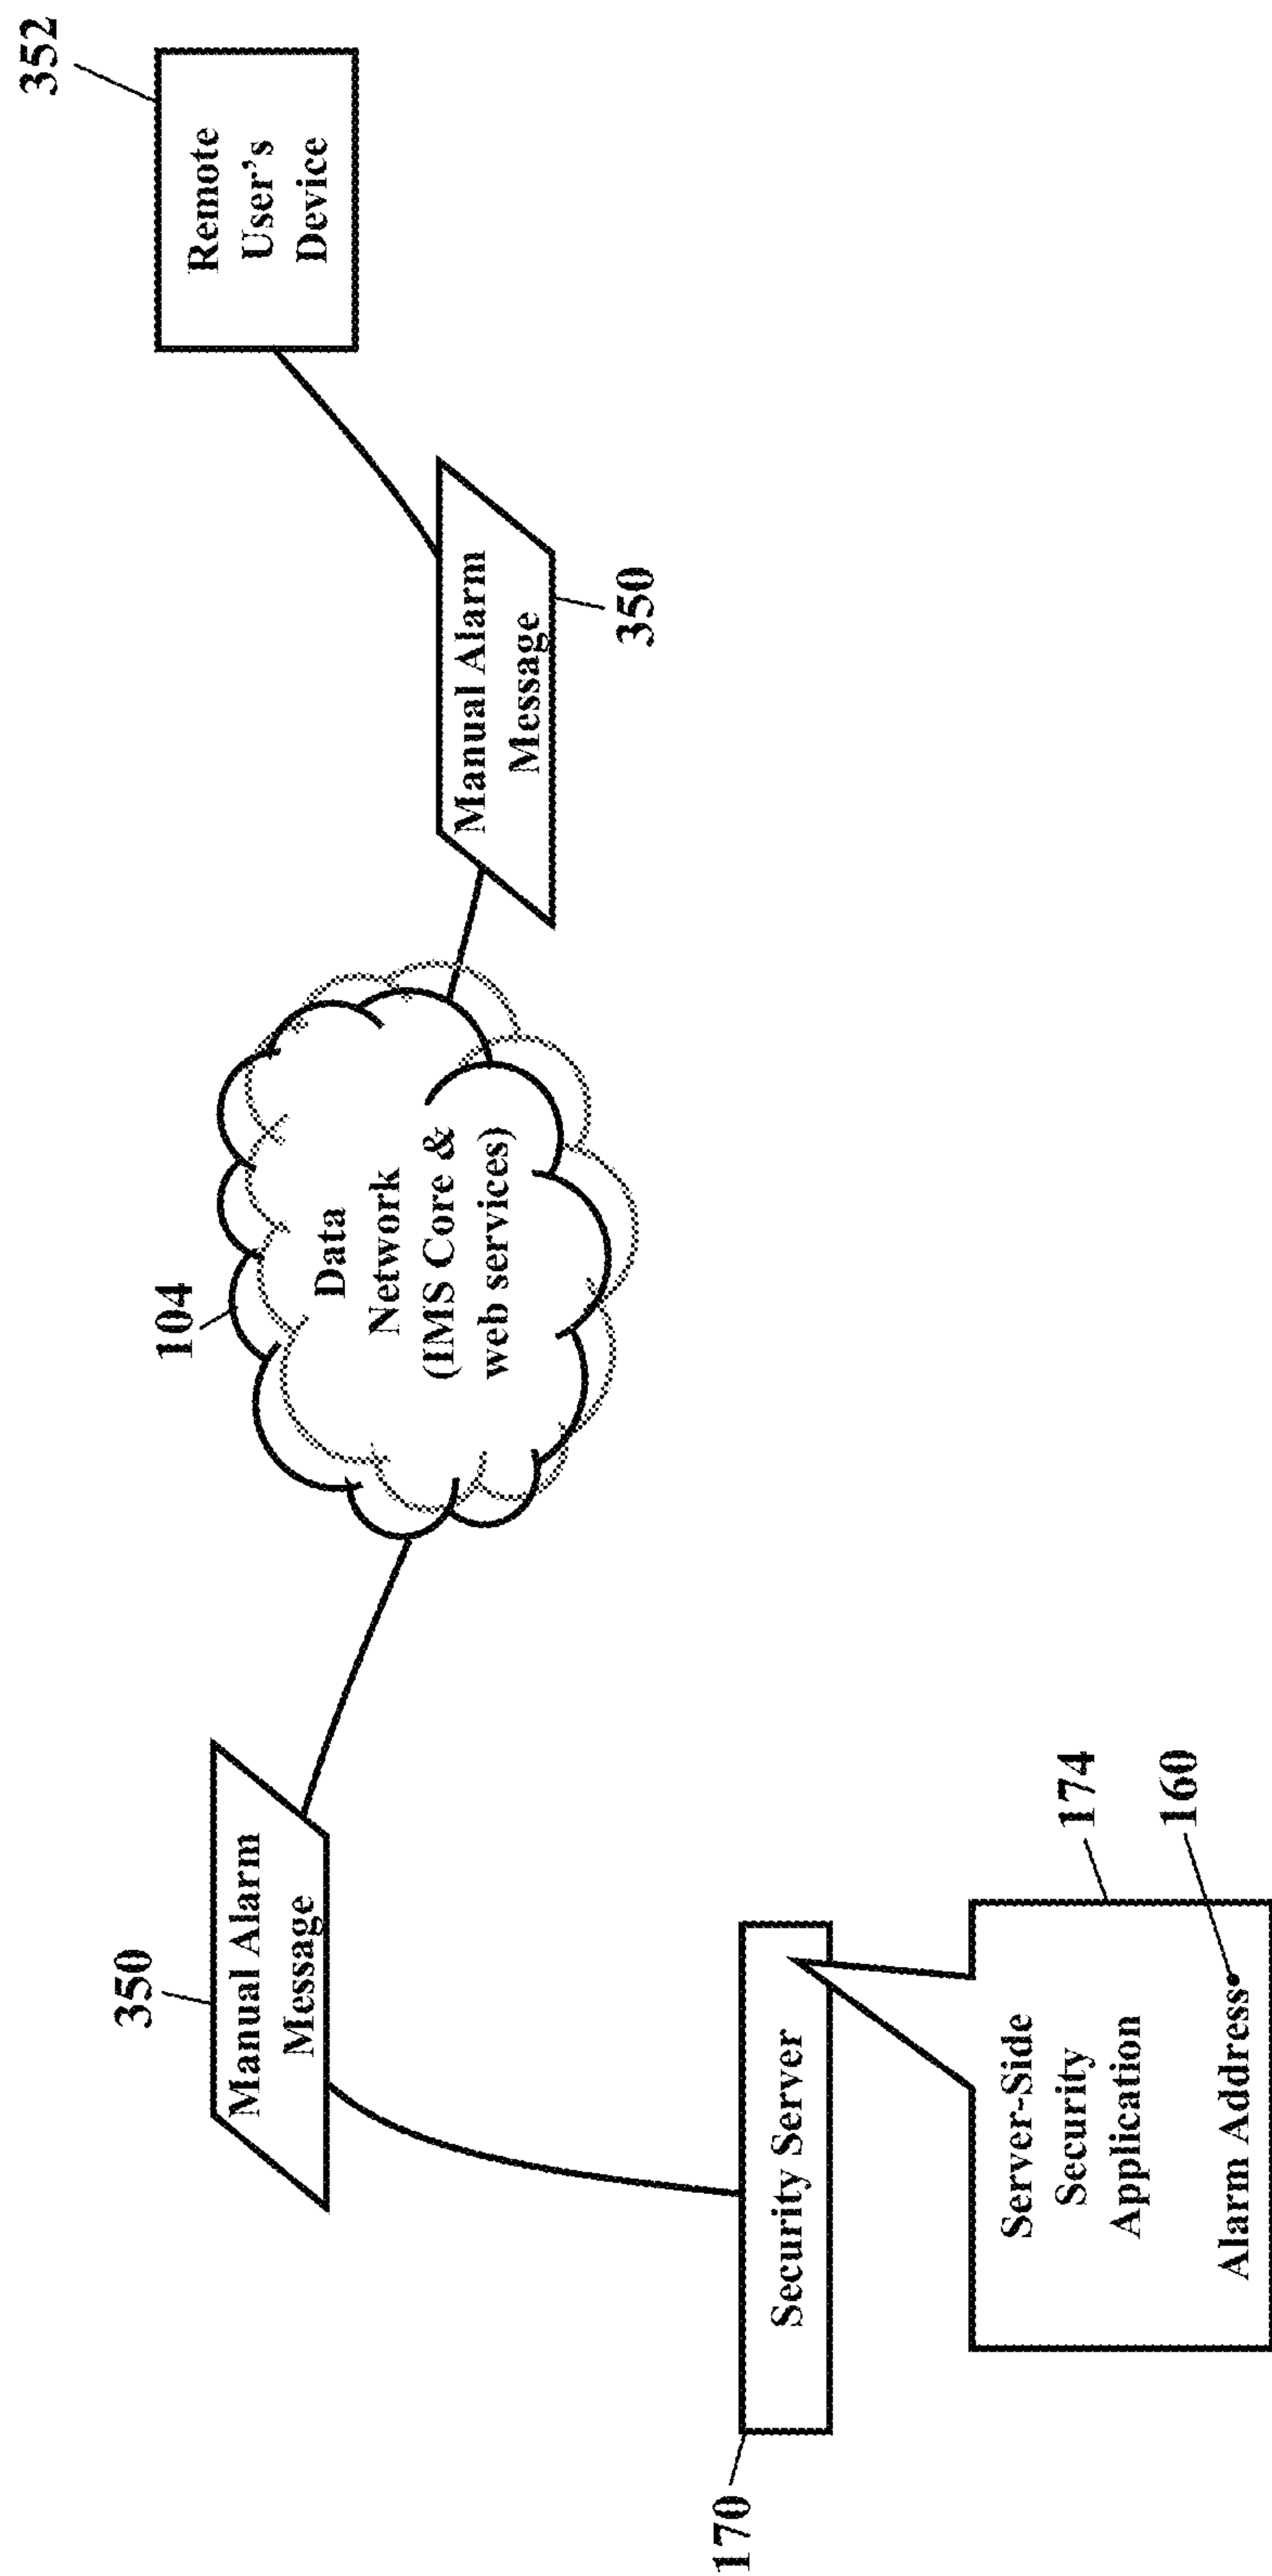 352
Remote
User's
Device
350
Manual Alarm
Message
104
Data
Network
(IMS Core &
web services)
Manual Alarm
Message
350
170
Security Server
174
Server-Side
Security
Application
160
Alarm Address